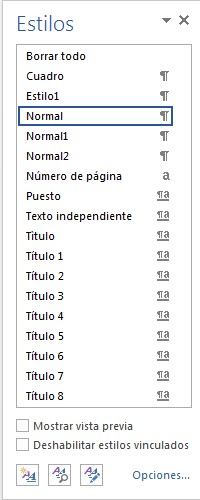 Estilos
Borrar todo
Cuadro ¶
Estilo1 ¶
Normal ¶
Normal1 ¶
Normal2 ¶
Número de página a
Puesto ¶a
Texto independiente ¶a
Titulo ¶a
Título 1 ¶a
Título 2 ¶a
Título 3 ¶a
Título 4 ¶a
Título 5 ¶a
Título 6 ¶a
Título 7 ¶a
Título 8 ¶a
Mostrar vista previa
Deshabilitar estilos vinculados
Opciones...